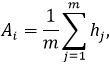 $A_i = \frac{1}{m} \sum_{j=1}^{m} h_j,$